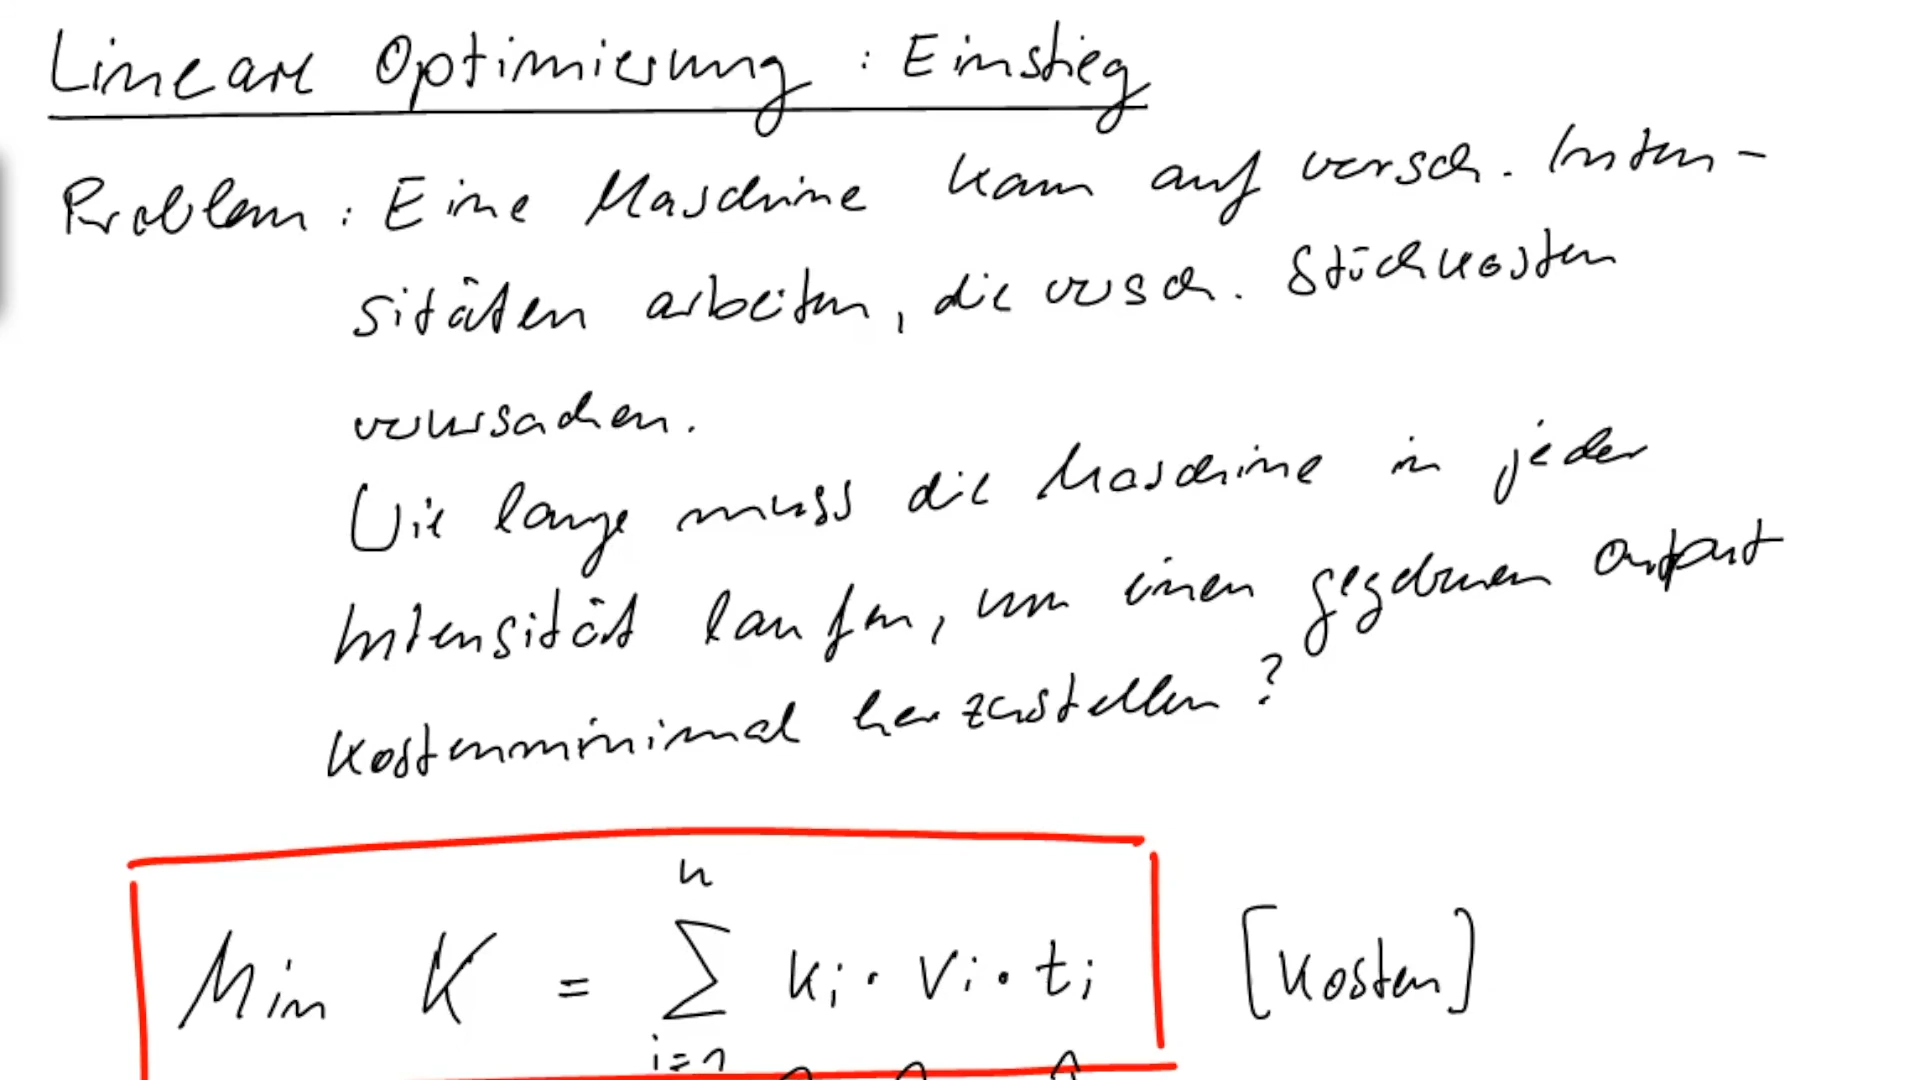 Lineare Optimierung : Einstieg
Problem : Eine Maschine kann auf versch. Inten-
sitäten arbeiten, die versch. Stückkosten
verursachen.
Wie lange muss die Maschine in jeder
Intensität laufen, um einen gegebenen Output
kostenminimal herzustellen?
n
Min K = ∑ ki · vi · ti [Kosten]
i=1